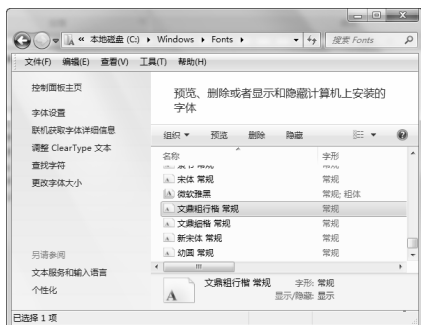 « 本地磁盘 (C:) ▸ Windows ▸ Fonts ▸
搜索 Fonts
文件(F) 编辑(E) 查看(V) 工具(T) 帮助(H)
控制面板主页
字体设置
联机获取字体详细信息
调整 ClearType 文本
查找字符
更改字体大小
另请参阅
文本服务和输入语言
个性化
预览、删除或者显示和隐藏计算机上安装的
字体
组织 预览 删除 隐藏
名称 字形
宋体 常规 常规
微软雅黑 常规; 粗体
文鼎粗行楷 常规 常规
文鼎细楷 常规 常规
新宋体 常规 常规
幼圆 常规 常规
文鼎粗行楷 常规 字形: 常规
显示/隐藏: 显示
已选择 1 项